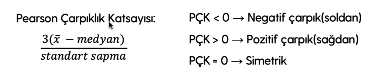 Pearson Çarpıklık Katsayısı:
3(x̄ − medyan)
standart sapma
PÇK < 0 → Negatif çarpık(soldan)
PÇK > 0 → Pozitif çarpık(sağdan)
PÇK = 0 → Simetrik